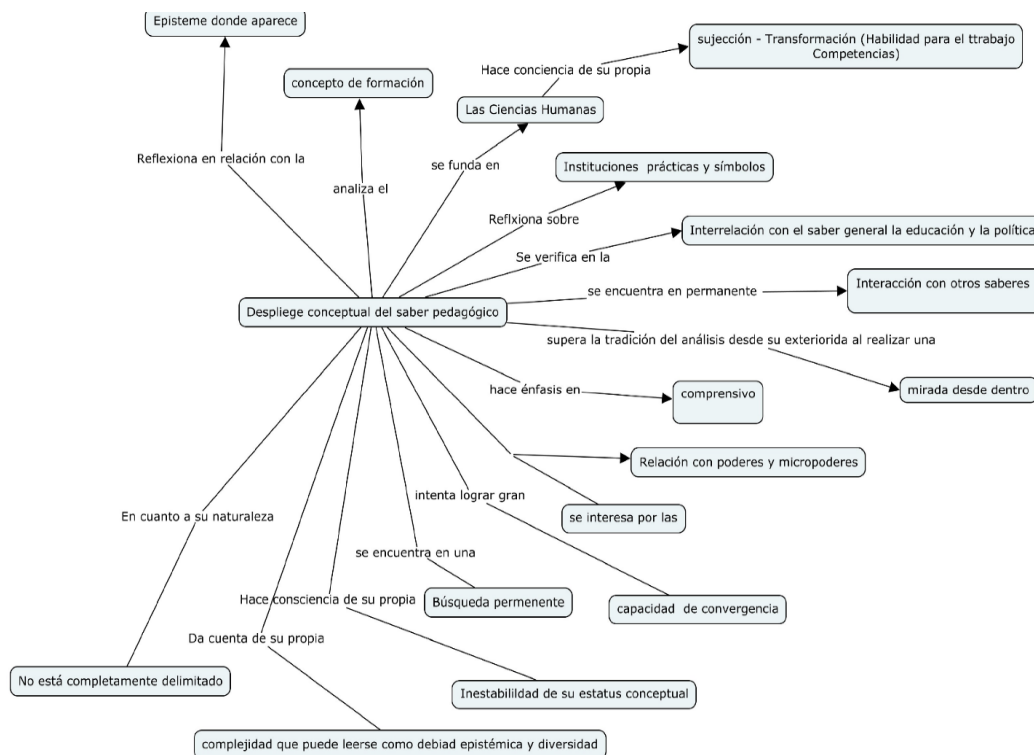 Episteme donde aparece
sujección - Transformación (Habilidad para el ttrabajo
Competencias)
Hace conciencia de su propia
concepto de formación
Las Ciencias Humanas
Reflexiona en relación con la
se funda en
Instituciones prácticas y símbolos
analiza el
Reflxiona sobre
Interrelación con el saber general la educación y la política
Se verifica en la
Interacción con otros saberes
se encuentra en permanente
Despliege conceptual del saber pedagógico
supera la tradición del análisis desde su exteriorida al realizar una
hace énfasis en
comprensivo
mirada desde dentro
Relación con poderes y micropoderes
intenta lograr gran
En cuanto a su naturaleza
se interesa por las
se encuentra en una
Hace consciencia de su propia
Búsqueda permenente
capacidad de convergencia
Da cuenta de su propia
No está completamente delimitado
Inestabilildad de su estatus conceptual
complejidad que puede leerse como debiad epistémica y diversidad